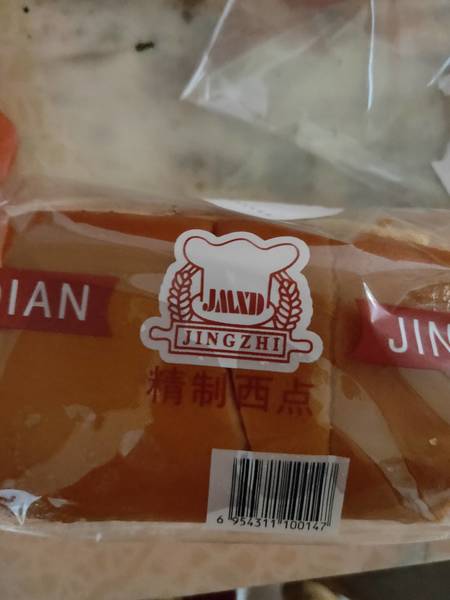 DIAN
JMXD
JINGZHI
JIN
精制西点
6 954311 100147